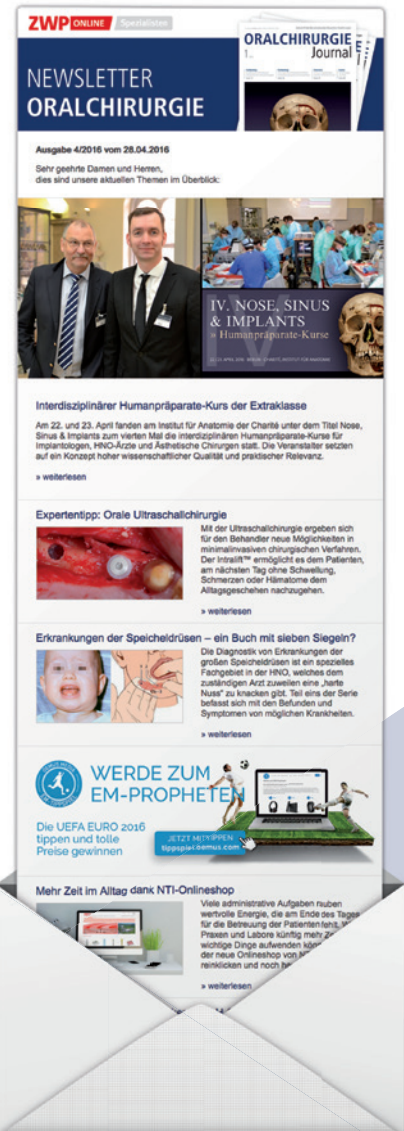 ZWP ONLINE Spezialisten
ORALCHIRURGIE
Journal
NEWSLETTER
ORALCHIRURGIE
Ausgabe 4/2016 vom 28.04.2016
Sehr geehrte Damen und Herren,
dies sind unsere aktuellen Themen im Überblick:
IV. NOSE, SINUS
& IMPLANTS
» Humanpräparate-Kurse
Interdisziplinärer Humanpräparate-Kurs der Extraklasse
Am 22. und 23. April fanden am Institut für Anatomie der Charité unter dem Titel Nose,
Sinus & Implants zum vierten Mal die interdiziplinären Humanpräparate-Kurse für
Implantologen, HNO-Ärzte und Ästhetische Chirurgen statt. Die Veranstalter setzten
auf ein Konzept hoher wissenschaftlicher Qualität und praktischer Relevanz.
» weiterlesen
Expertentipp: Orale Ultraschallchirurgie
Mit der Ultraschallchirurgie ergeben sich
für den Behandler neue Möglichkeiten in
minimalinvasiven chirurgischen Verfahren.
Der Intralift™ ermöglicht es dem Patienten,
am nächsten Tag ohne Schwellung,
Schmerzen oder Hämatome dem
Alltagsgeschehen nachzugehen.
» weiterlesen
Erkrankungen der Speicheldrüsen – ein Buch mit sieben Siegeln?
Die Diagnostik von Erkrankungen der
großen Speicheldrüsen ist ein spezielles
Fachgebiet in der HNO, welches dem
zuständigen Arzt zuweilen eine „harte
Nuss" zu knacken gibt. Teil eins der Serie
befasst sich mit den Befunden und
Symptomen von möglichen Krankheiten.
» weiterlesen
WERDE ZUM
EM-PROPHETEN
Die UEFA EURO 2016
tippen und tolle
Preise gewinnen
JETZT MITTIPPEN
tippspiel.oemus.com
Mehr Zeit im Alltag dank NTI-Onlineshop
Viele administrative Aufgaben rauben
wertvolle Energie, die am Ende des Tages
für die Betreuung der Patienten fehlt.
Praxen und Labore künftig mehr
wichtige Dinge aufwenden
der neue Onlineshop von
reinklicken und noch
» weiterlesen